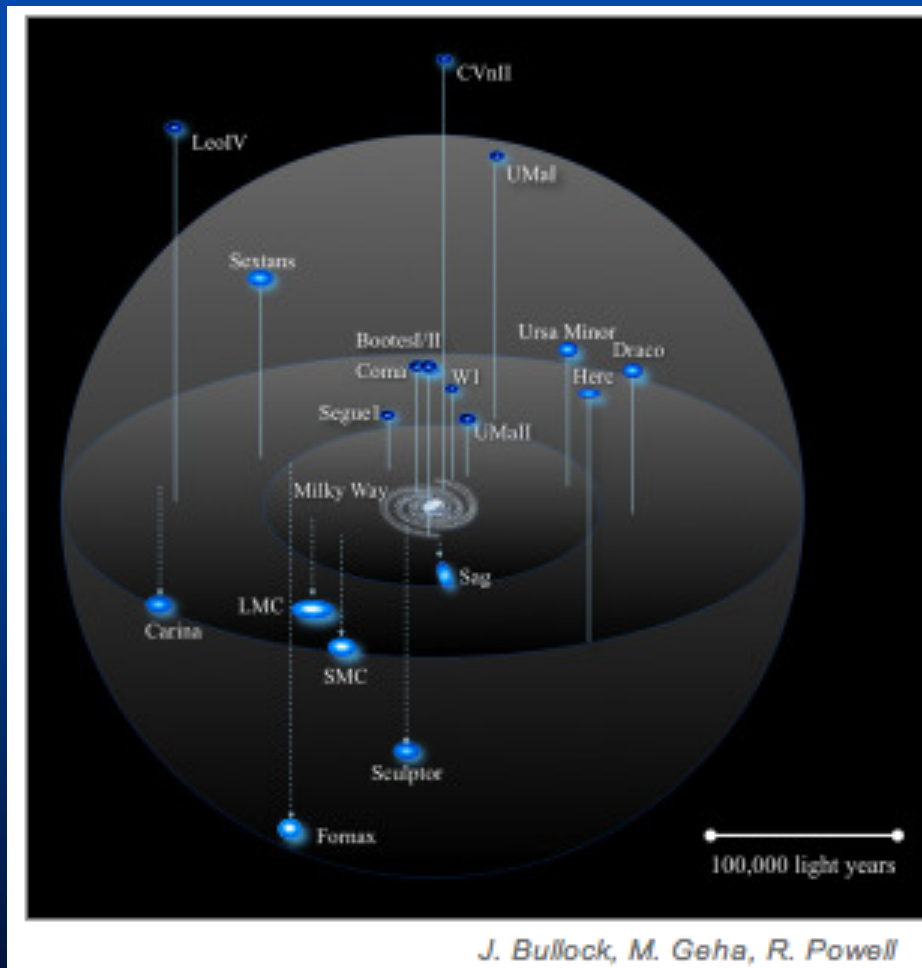 CVnII
LeoIV
UMaI
Sextans
Ursa Minor
BootesI/II
Draco
Coma
W1
Herc
Segue1
UMaII
Milky Way
Sag
LMC
Carina
SMC
Sculptor
Fornax
100,000 light years
J. Bullock, M. Geha, R. Powell